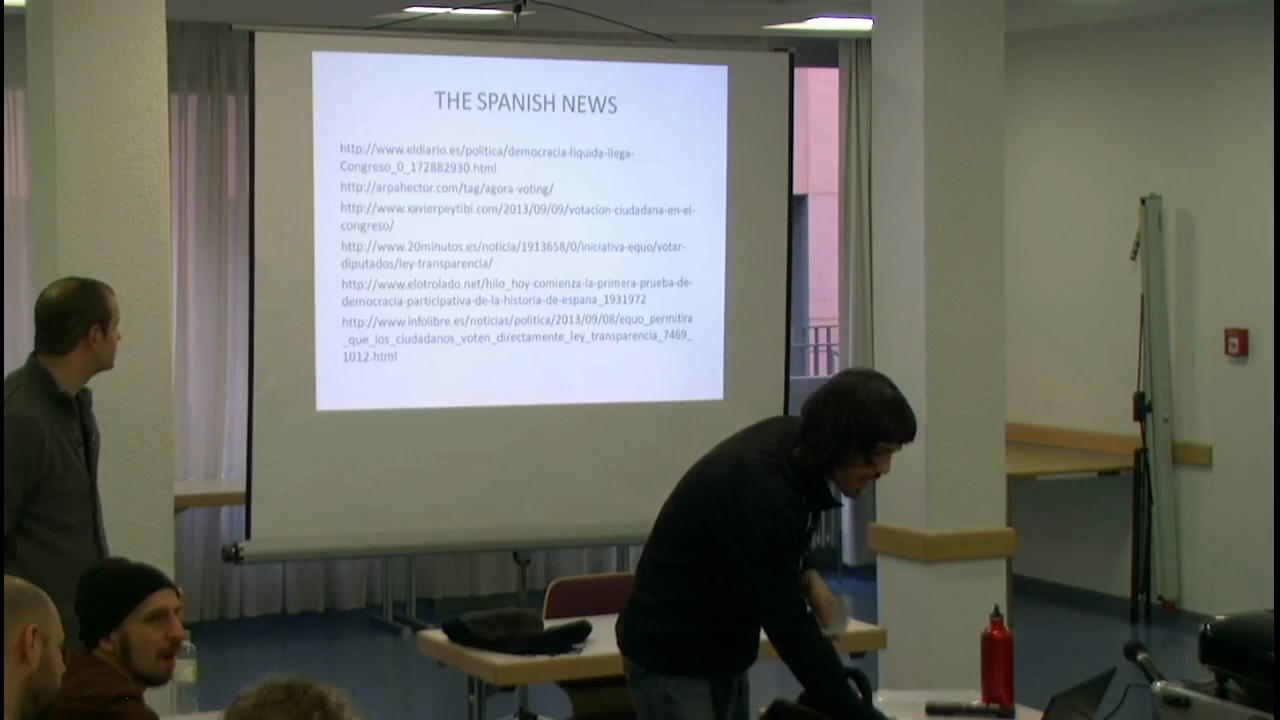 THE SPANISH NEWS
http://www.eldiario.es/politica/democracia-liquida-llega-
Congreso_0_172882930.html
http://arpahector.com/tag/agora-voting/
http://www.xavierpeytibi.com/2013/09/09/votacion-ciudadana-en-el-
congreso/
http://www.20minutos.es/noticia/1913658/0/iniciativa-equo/votar-
diputados/ley-transparencia/
http://www.elotrolado.net/hilo_hoy-comienza-la-primera-prueba-de-
democracia-participativa-de-la-historia-de-espana_1931972
http://www.infolibre.es/noticias/politica/2013/09/08/equo_permitira
_que_los_ciudadanos_voten_directamente_ley_transparencia_7469_
1012.html